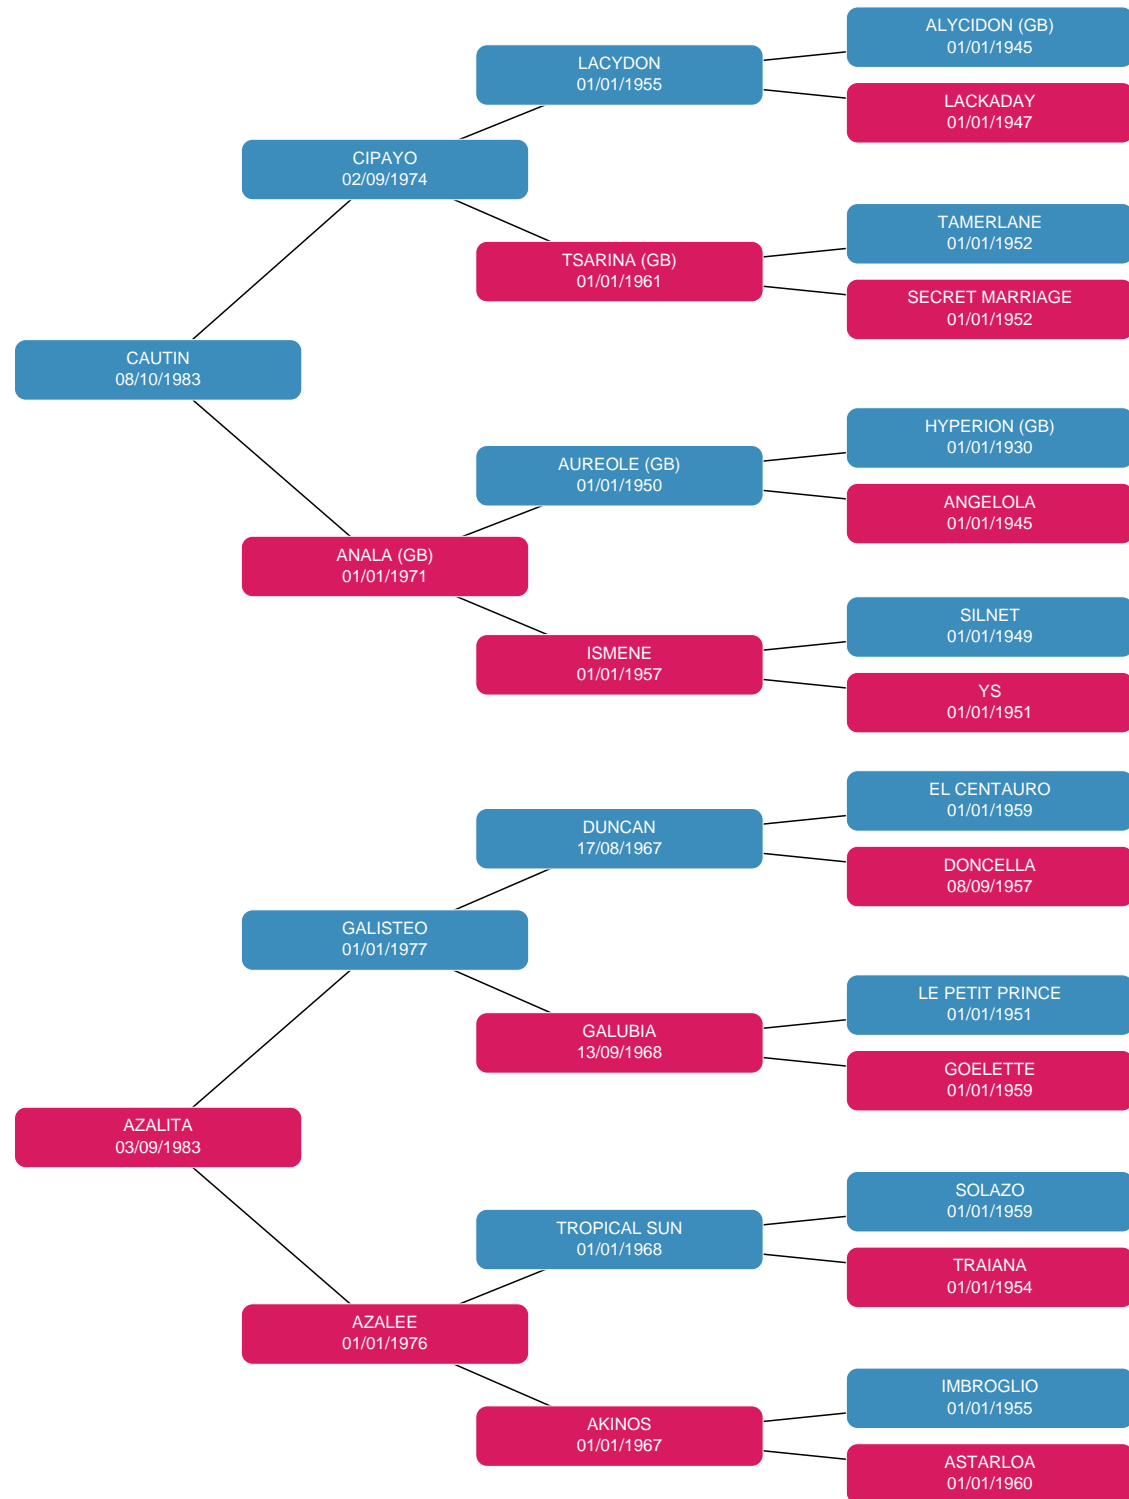 ALYCIDON (GB)
01/01/1945
LACYDON
01/01/1955
LACKADAY
01/01/1947
CIPAYO
02/09/1974
TAMERLANE
01/01/1952
TSARINA (GB)
01/01/1961
SECRET MARRIAGE
01/01/1952
CAUTIN
08/10/1983
HYPERION (GB)
01/01/1930
AUREOLE (GB)
01/01/1950
ANGELOLA
01/01/1945
ANALA (GB)
01/01/1971
SILNET
01/01/1949
ISMENE
01/01/1957
YS
01/01/1951
EL CENTAURO
01/01/1959
DUNCAN
17/08/1967
DONCELLA
08/09/1957
GALISTEO
01/01/1977
LE PETIT PRINCE
01/01/1951
GALUBIA
13/09/1968
GOELETTE
01/01/1959
AZALITA
03/09/1983
SOLAZO
01/01/1959
TROPICAL SUN
01/01/1968
TRAIANA
01/01/1954
AZALEE
01/01/1976
IMBROGLIO
01/01/1955
AKINOS
01/01/1967
ASTARLOA
01/01/1960